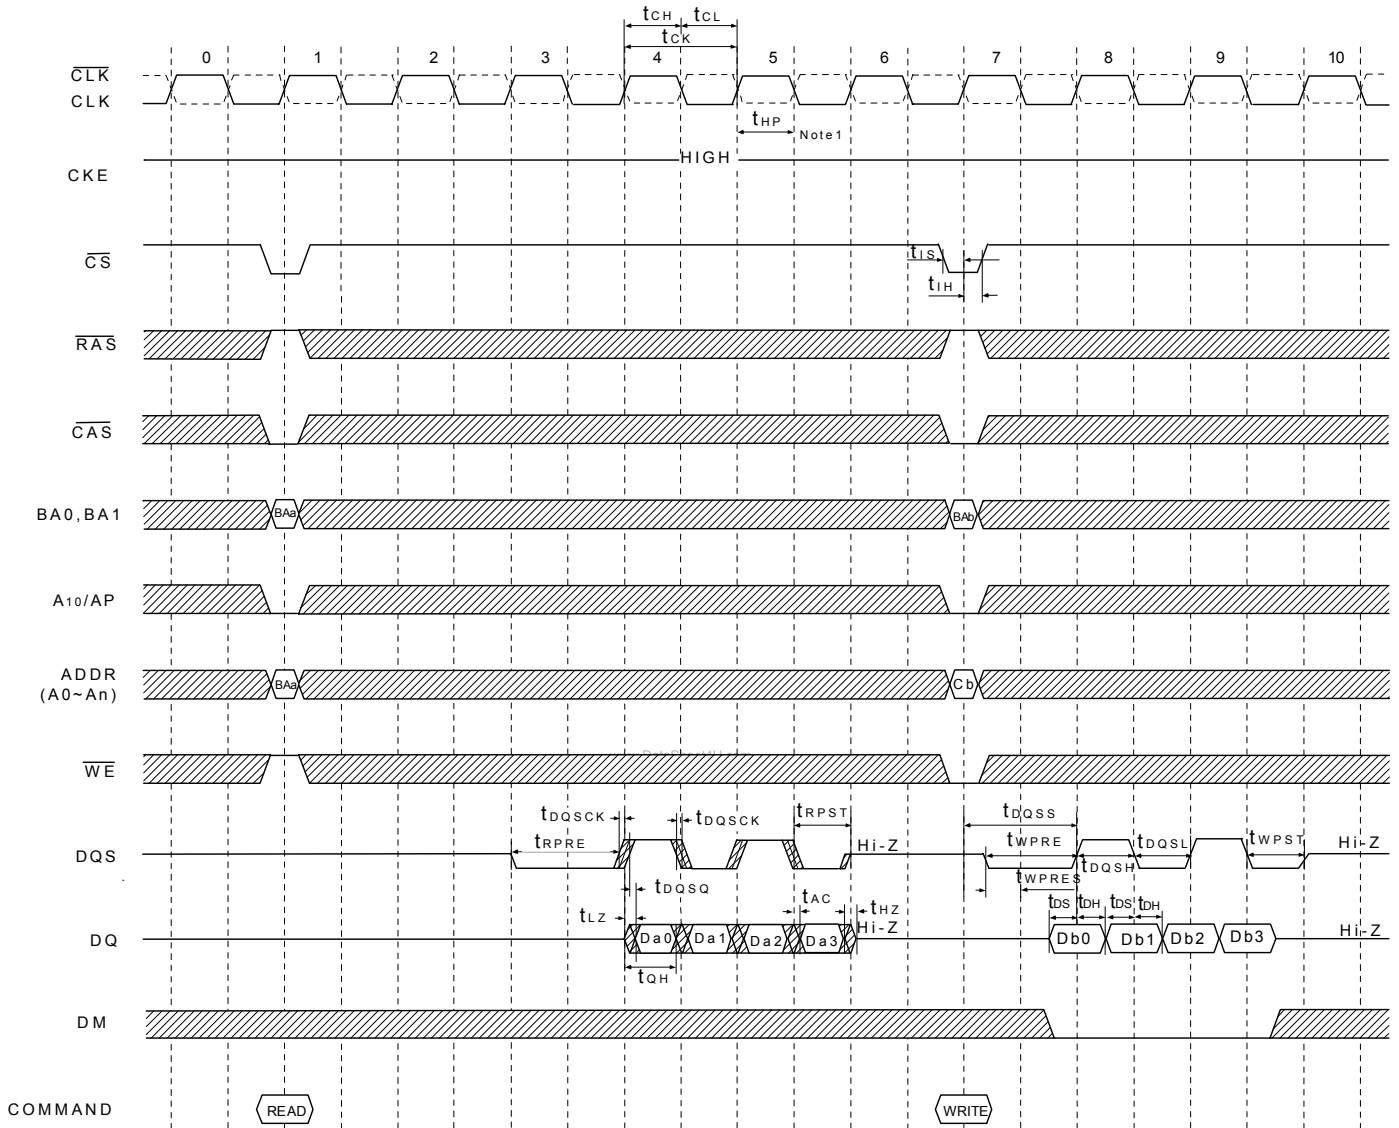 tCH tCL
tCK
0 1 2 3 4 5 6 7 8 9 10
CLK
CLK
tHP Note1
HIGH
CKE
CS
tIS
tIH
RAS
CAS
BA0,BA1 BAa BAb
A10/AP
ADDR
(A0~An) BAa Cb
WE
tDQSCK tDQSCK tRPST tDQSS
tRPRE tWPRE tDQSL tWPST
DQS Hi-Z Hi-Z
tDQSH
tDQSQ tWPRES
tLZ tAC tHZ tDS tDH tDS tDH
DQ Da0 Da1 Da2 Da3 Hi-Z Db0 Db1 Db2 Db3 Hi-Z
tQH
DM
COMMAND READ WRITE